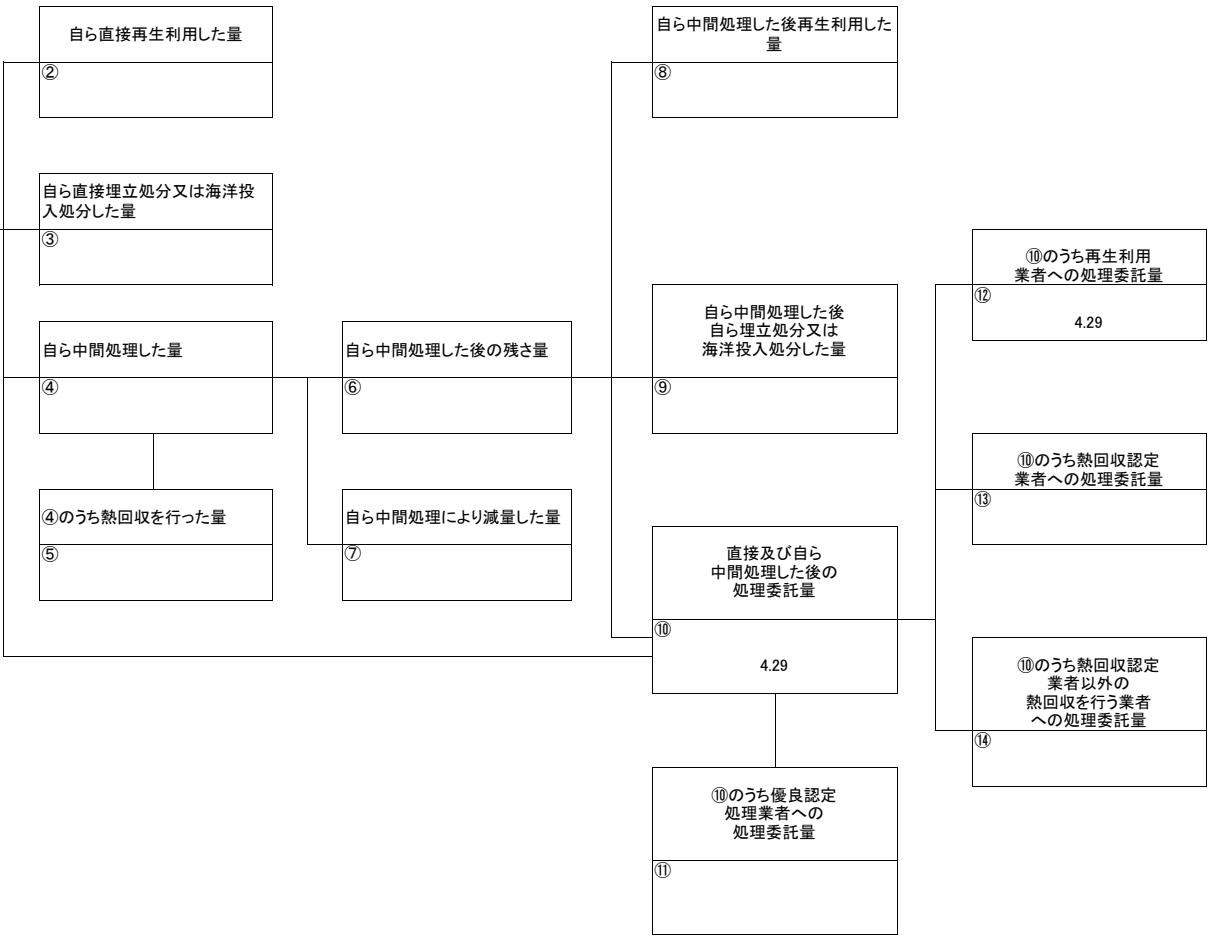 自ら直接再生利用した量
②
自ら直接埋立処分又は海洋投
入処分した量
③
自ら中間処理した量
④
④のうち熱回収を行った量
⑤
自ら中間処理した後の残さ量
⑥
自ら中間処理により減量した量
⑦
自ら中間処理した後再生利用した
量
⑧
自ら中間処理した後
自ら埋立処分又は
海洋投入処分した量
⑨
直接及び自ら
中間処理した後の
処理委託量
⑩
4.29
⑩のうち優良認定
処理業者への
処理委託量
⑪
⑩のうち再生利用
業者への処理委託量
⑫
4.29
⑩のうち熱回収認定
業者への処理委託量
⑬
⑩のうち熱回収認定
業者以外の
熱回収を行う業者
への処理委託量
⑭